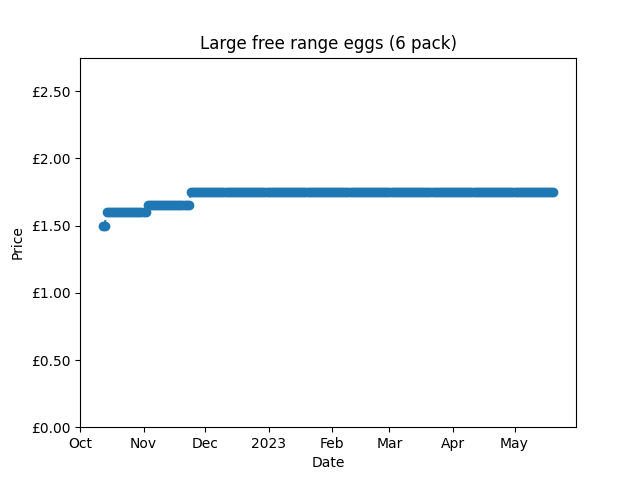 Large free range eggs (6 pack)
£2.50
£2.00
£1.50
£1.00
£0.50
£0.00
Price
Oct Nov Dec 2023 Feb Mar Apr May
Date